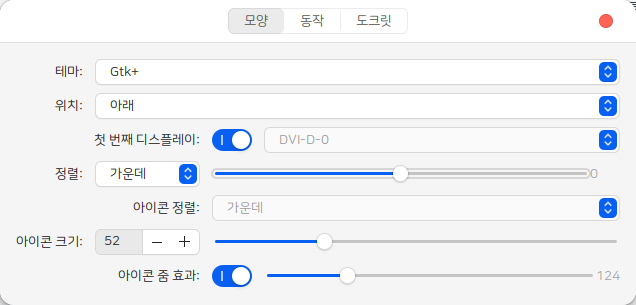 모양 동작 도크릿
테마: Gtk+
위치: 아래
첫 번째 디스플레이: DVI-D-0
정렬: 가운데 0
아이콘 정렬: 가운데
아이콘 크기: 52 − +
아이콘 줌 효과: 124